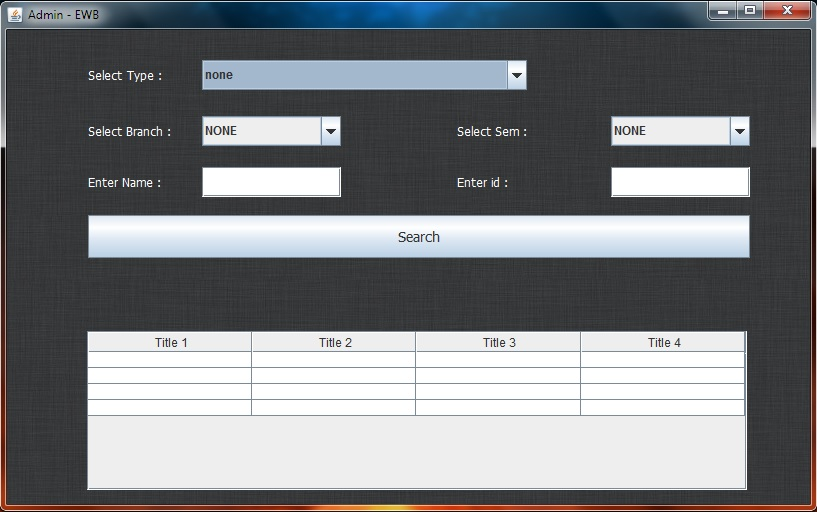 Admin - EWB
Select Type : none
Select Branch : NONE Select Sem : NONE
Enter Name : Enter id :
Search
Title 1 Title 2 Title 3 Title 4